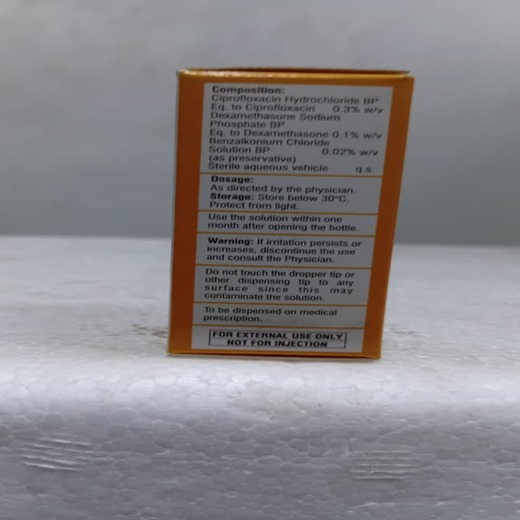 Composition:
Ciprofloxacin Hydrochloride BP
Eq. to Ciprofloxacin 0.3% w/v
Dexamethasone Sodium
Phosphate BP
Eq. to Dexamethasone 0.1% w/v
Benzalkonium Chloride
Solution BP 0.02% w/v
(as preservative)
Sterile aqueous vehicle q.s.
Dosage:
As directed by the physician.
Storage: Store below 30°C.
Protect from light.
Use the solution within one
month after opening the bottle.
Warning: If irritation persists or
increases, discontinue the use
and consult the Physician.
Do not touch the dropper tip or
other dispensing tip to any
surface since this may
contaminate the solution.
To be dispensed on medical
prescription.
FOR EXTERNAL USE ONLY
NOT FOR INJECTION